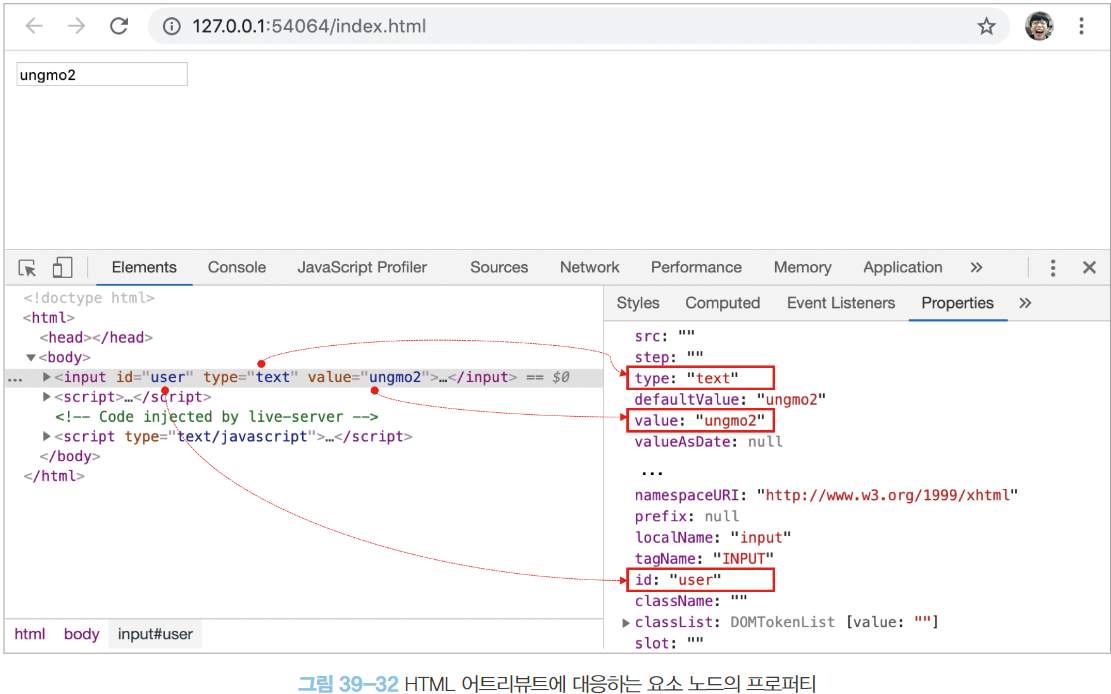 127.0.0.1:54064/index.html
ungmo2
Elements Console JavaScript Profiler Sources Network Performance Memory Application »
<!doctype html>
<html>
<head></head>
▼<body>
… ▶<input id="user" type="text" value="ungmo2">…</input> == $0
▶<script>…</script>
<!-- Code injected by live-server -->
▶<script type="text/javascript">…</script>
</body>
</html>
html body input#user
Styles Computed Event Listeners Properties »
src: ""
step: ""
type: "text"
defaultValue: "ungmo2"
value: "ungmo2"
valueAsDate: null
...
namespaceURI: "http://www.w3.org/1999/xhtml"
prefix: null
localName: "input"
tagName: "INPUT"
id: "user"
className: ""
▶classList: DOMTokenList [value: ""]
slot: ""
그림 39-32 HTML 어트리뷰트에 대응하는 요소 노드의 프로퍼티